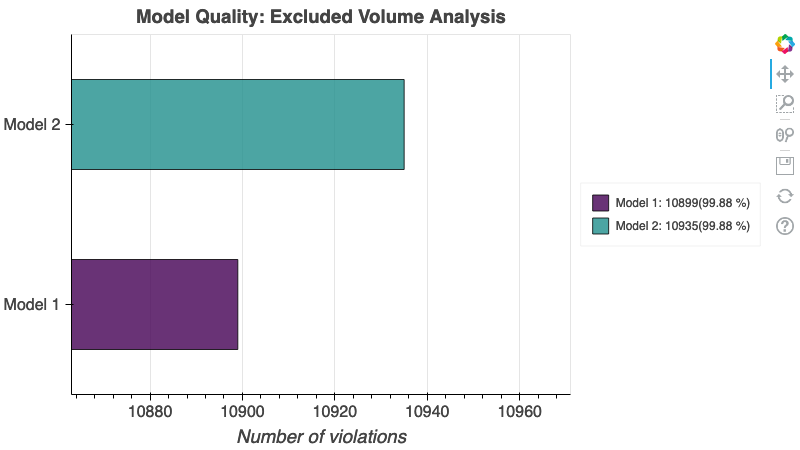 Model Quality: Excluded Volume Analysis
Model 2
Model 1
10880 10900 10920 10940 10960
Number of violations
Model 1: 10899(99.88 %)
Model 2: 10935(99.88 %)